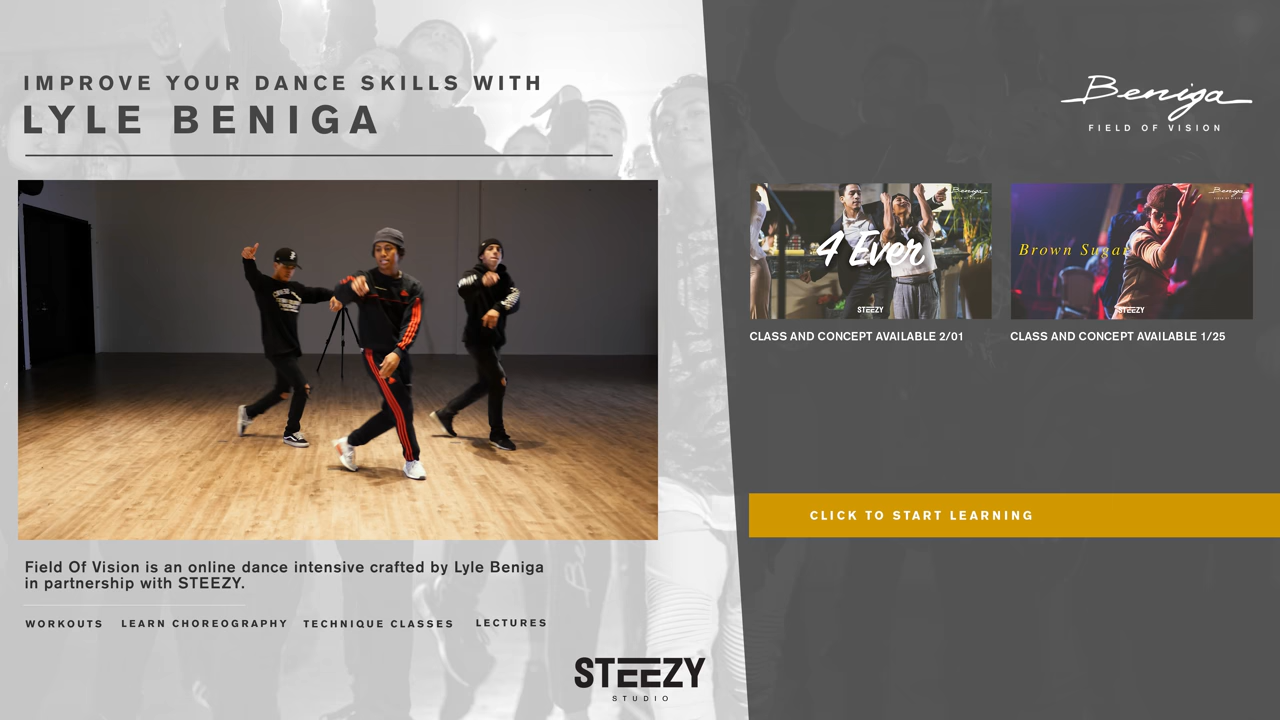 IMPROVE YOUR DANCE SKILLS WITH
LYLE BENIGA
Field Of Vision is an online dance intensive crafted by Lyle Beniga
in partnership with STEEZY.
WORKOUTS LEARN CHOREOGRAPHY TECHNIQUE CLASSES LECTURES
STEEZY
STUDIO
Beniga
FIELD OF VISION
Beniga
4 Ever
STEEZY
CLASS AND CONCEPT AVAILABLE 2/01
Beniga
Brown Sugar
STEEZY
CLASS AND CONCEPT AVAILABLE 1/25
CLICK TO START LEARNING